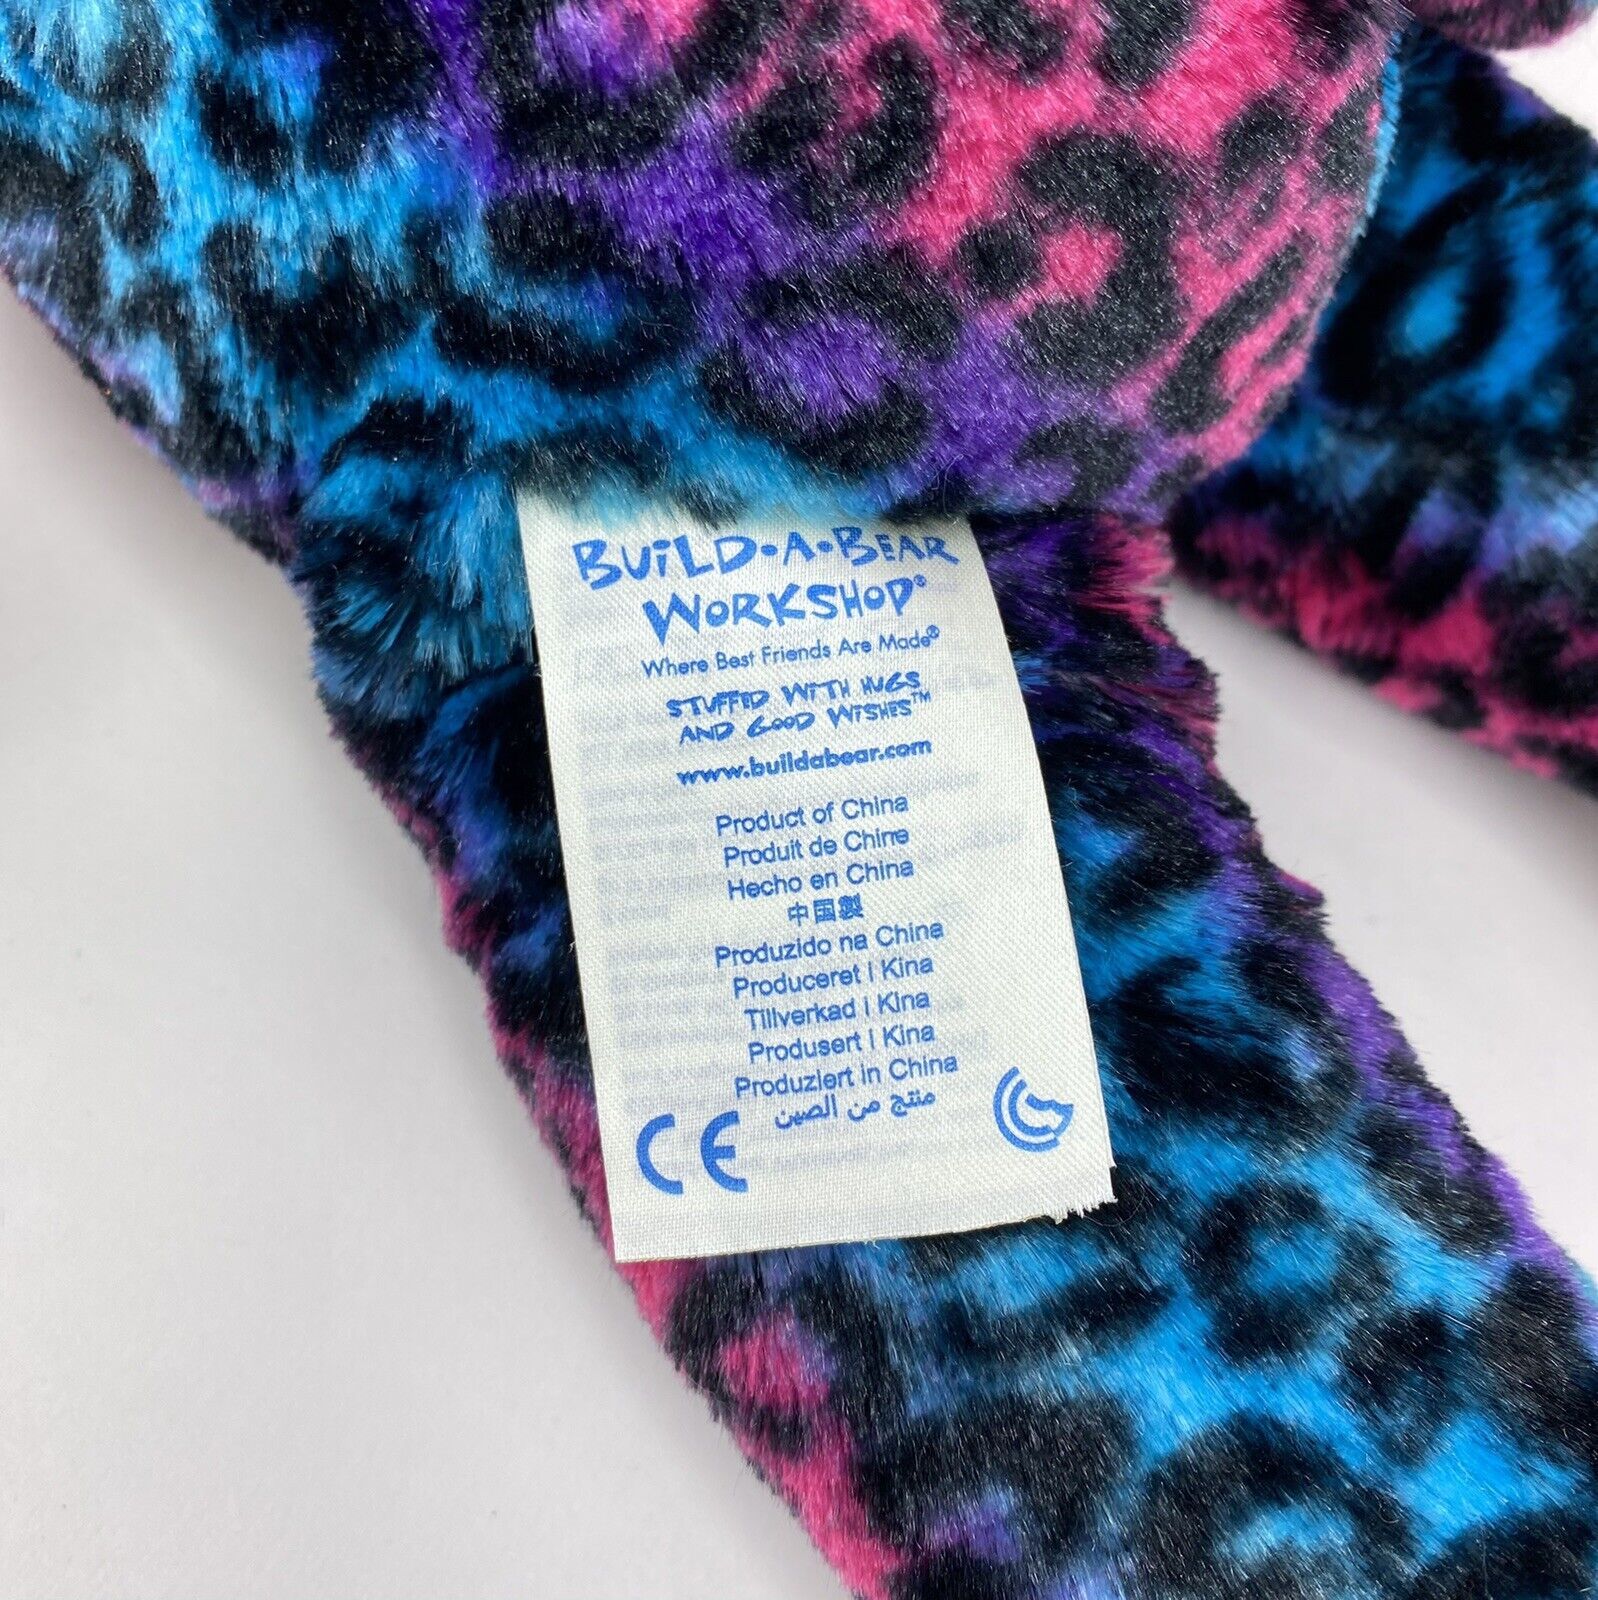 BUILD•A•BEAR
WORKSHOP®
Where Best Friends Are Made®
STUFFED WITH HUGS
AND GOOD WISHES™
www.buildabear.com
Product of China
Produit de Chine
Hecho en China
中国製
Produzido na China
Produceret i Kina
Tillverkad i Kina
Produsert i Kina
Produziert in China
منتج من الصين
CE